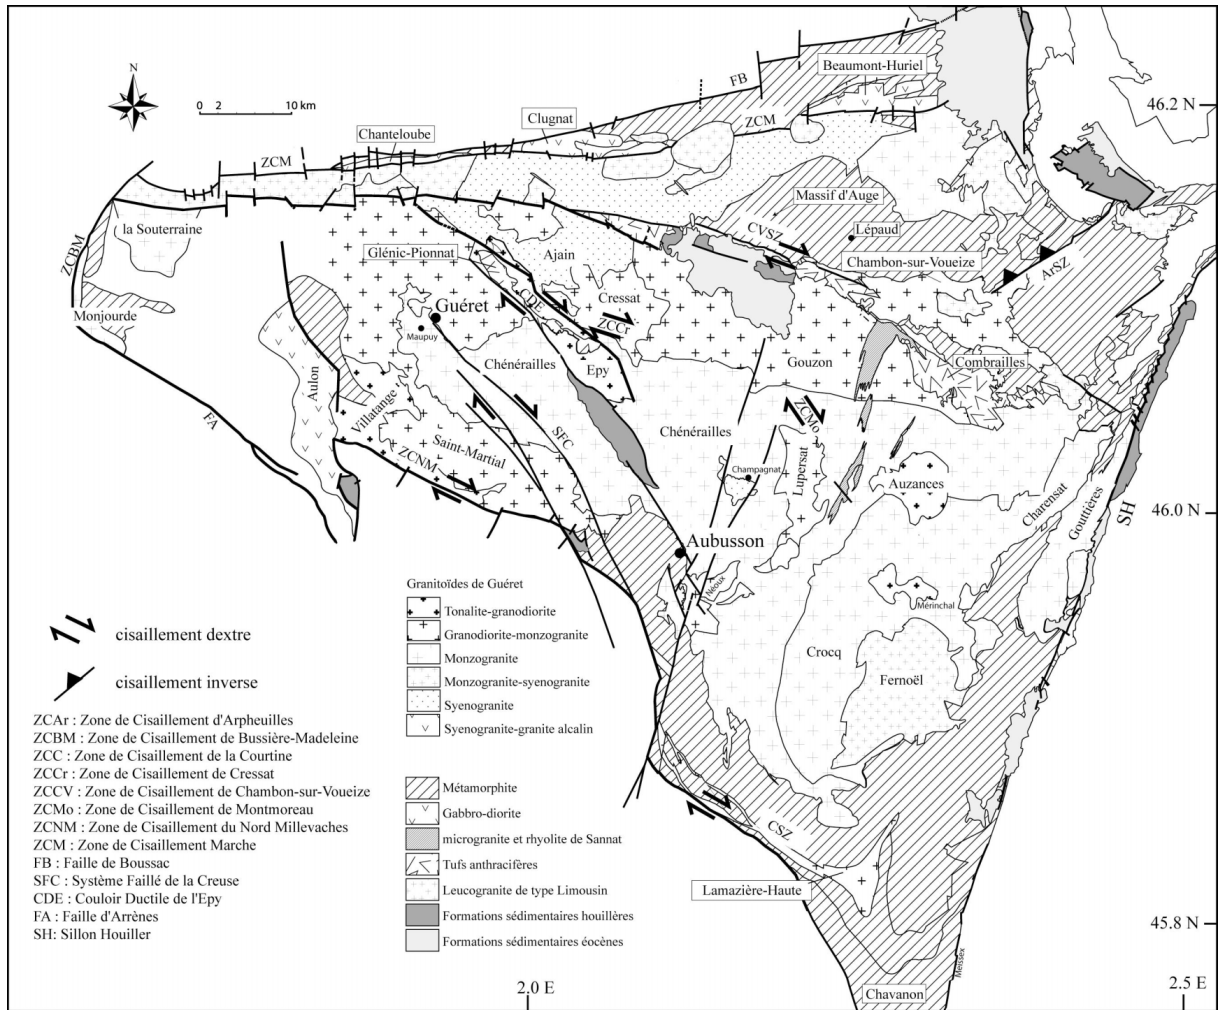 N
0 2 10 km
FB
Beaumont-Huriel
46.2 N
Clugnat
ZCM
Chanteloube
ZCM
Massif d'Auge
la Souterraine
CVSZ
Lépaud
ZCBM
Glénic-Pionnat
Ajain
Chambon-sur-Voueize
ArSZ
CDE
Cressat
Guéret
ZCCr
Monjourde
Maupuy
Chénérailles
Gouzon
Combrailles
Epy
Aulon
Villatange
ZCMo
FA
SFC
Chénérailles
Saint-Martial
ZCNM
Champagnat
Lupersat
Auzances
Charensat
Gouttières
SH
46.0 N
Aubusson
Néoux
Mérinchal
Crocq
Fernoël
Granitoïdes de Guéret
Tonalite-granodiorite
Granodiorite-monzogranite
Monzogranite
Monzogranite-syenogranite
Syenogranite
Syenogranite-granite alcalin
cisaillement dextre
cisaillement inverse
ZCAr : Zone de Cisaillement d'Arpheuilles
ZCBM : Zone de Cisaillement de Bussière-Madeleine
ZCC : Zone de Cisaillement de la Courtine
ZCCr : Zone de Cisaillement de Cressat
ZCCV : Zone de Cisaillement de Chambon-sur-Voueize
ZCMo : Zone de Cisaillement de Montmoreau
ZCNM : Zone de Cisaillement du Nord Millevaches
ZCM : Zone de Cisaillement Marche
FB : Faille de Boussac
SFC : Système Faillé de la Creuse
CDE : Couloir Ductile de l'Epy
FA : Faille d'Arrènes
SH: Sillon Houiller
Métamorphite
Gabbro-diorite
microgranite et rhyolite de Sannat
Tufs anthracifères
Leucogranite de type Limousin
Formations sédimentaires houillères
Formations sédimentaires éocènes
CSZ
Lamazière-Haute
45.8 N
Messex
Chavanon
2.0 E
2.5 E